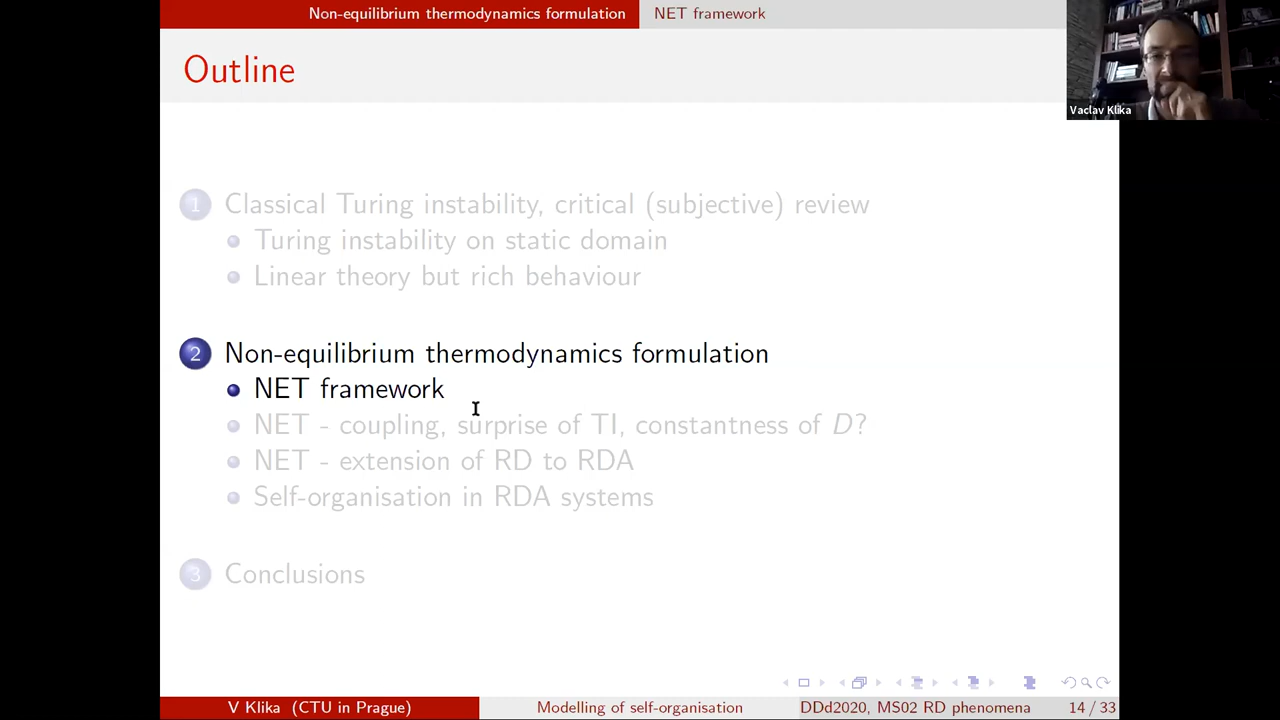 Non-equilibrium thermodynamics formulation NET framework
Outline
Vaclav Klika
1 Classical Turing instability, critical (subjective) review
Turing instability on static domain
Linear theory but rich behaviour
2 Non-equilibrium thermodynamics formulation
NET framework
NET - coupling, surprise of TI, constantness of D?
NET - extension of RD to RDA
Self-organisation in RDA systems
3 Conclusions
V Klika (CTU in Prague) Modelling of self-organisation DDd2020, MS02 RD phenomena 14 / 33